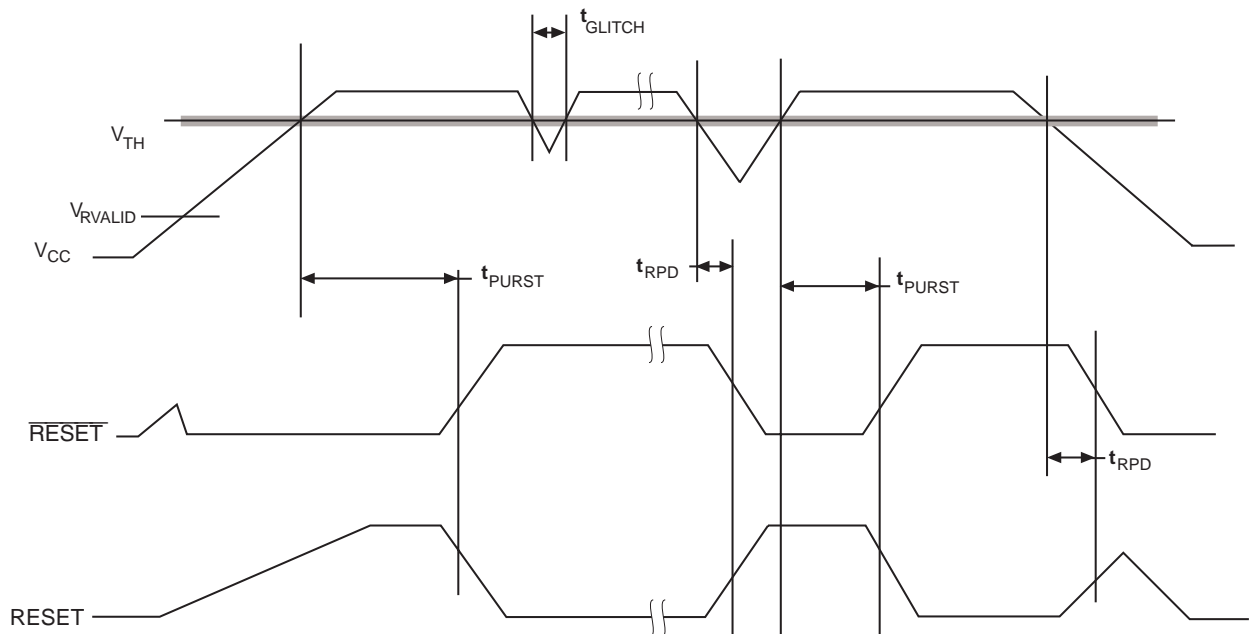 tGLITCH
VTH
VRVALID
VCC
tPURST
tRPD
tPURST
RESET
tRPD
RESET